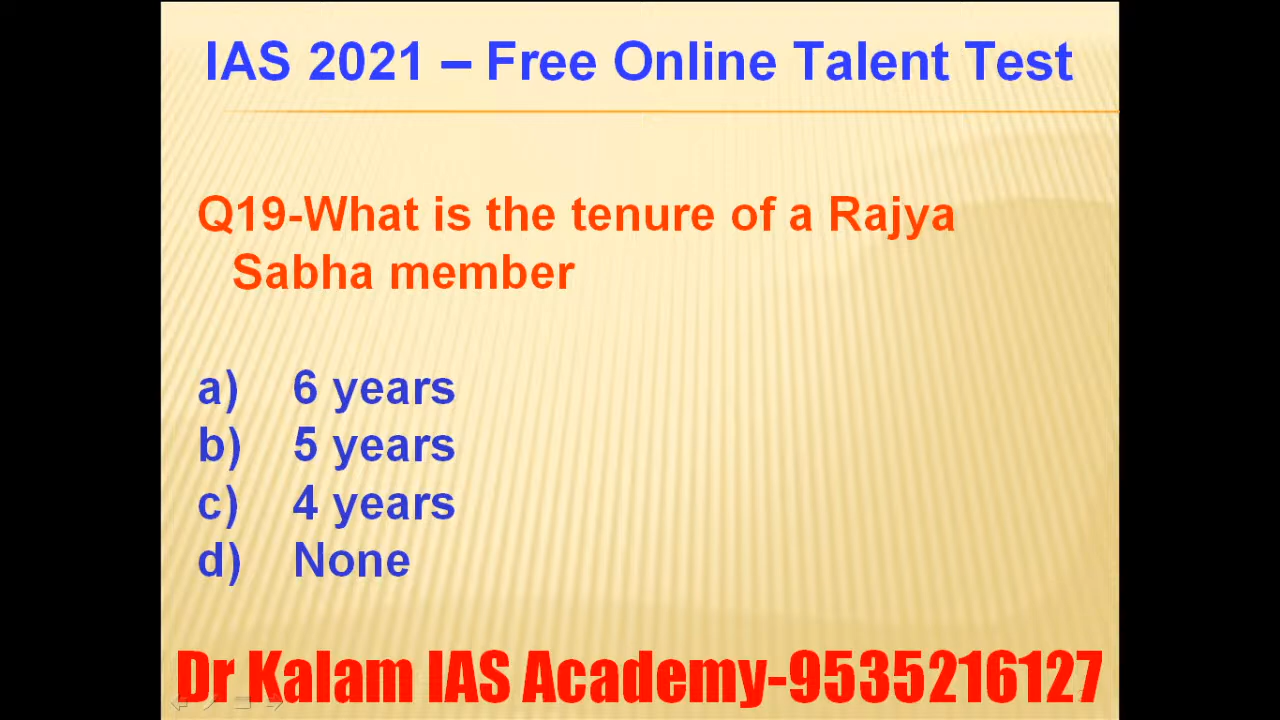 IAS 2021 – Free Online Talent Test
Q19-What is the tenure of a Rajya
Sabha member
a) 6 years
b) 5 years
c) 4 years
d) None
Dr Kalam IAS Academy-9535216127